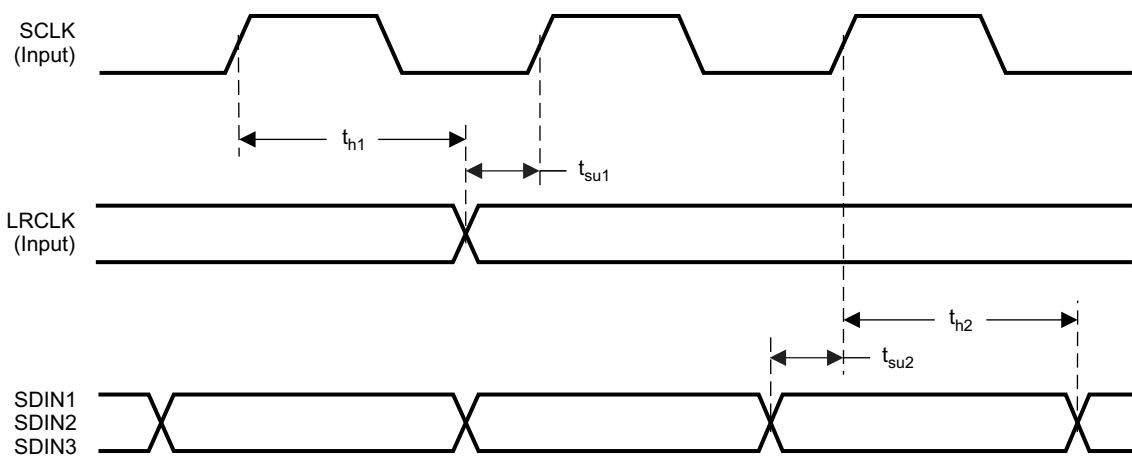 SCLK
(Input)
t_h1
t_su1
LRCLK
(Input)
t_h2
t_su2
SDIN1
SDIN2
SDIN3